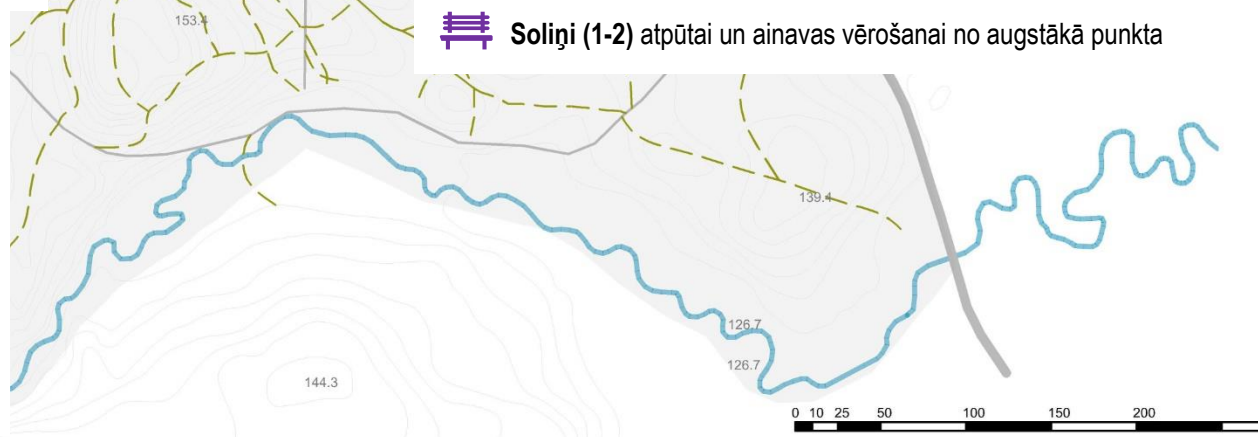 153.4
Soliņi (1-2) atpūtai un ainavas vērošanai no augstākā punkta
139.4
126.7
126.7
144.3
0 10 25 50 100 150 200